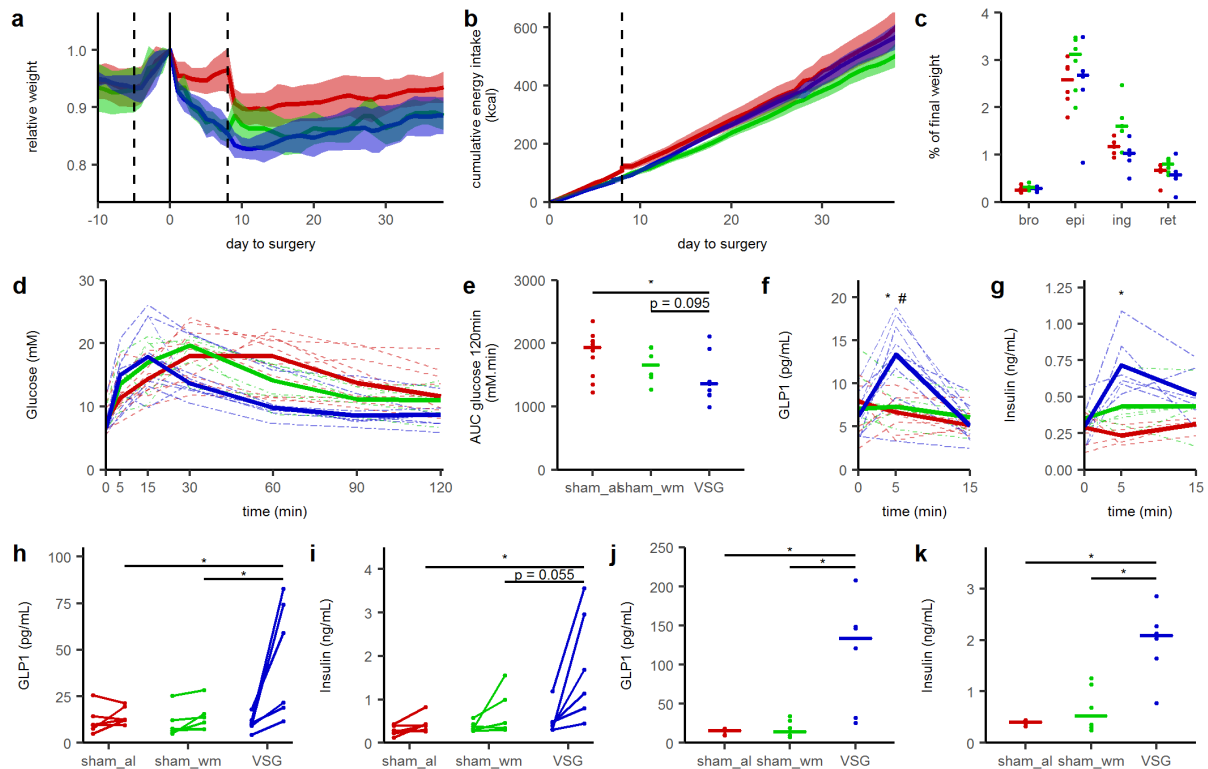 a
relative weight
1.0
0.9
0.8
-10
0
10
20
30
day to surgery
b
cumulative energy intake
(kcal)
600
400
200
0
0
10
20
30
day to surgery
c
% of final weight
4
3
2
1
0
bro
epi
ing
ret
d
Glucose (mM)
30
20
10
0
0 5 15 30 60 90 120
time (min)
e
AUC glucose 120min
(mM.min)
3000
2000
1000
0
*
p = 0.095
sham_al
sham_wm
VSG
f
GLP1 (pg/mL)
20
15
10
5
0
* #
0 5 15
time (min)
g
Insulin (ng/mL)
1.25
1.00
0.75
0.50
0.25
0.00
*
0 5 15
time (min)
h
GLP1 (pg/mL)
100
75
50
25
0
*
*
sham_al
sham_wm
VSG
i
Insulin (ng/mL)
4
3
2
1
0
*
p = 0.055
sham_al
sham_wm
VSG
j
GLP1 (pg/mL)
250
200
150
100
50
0
*
*
sham_al
sham_wm
VSG
k
Insulin (ng/mL)
3
2
1
0
*
*
sham_al
sham_wm
VSG